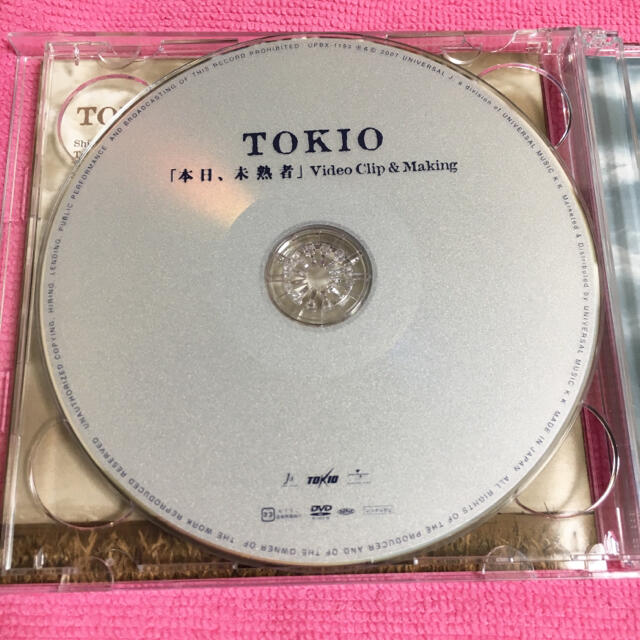 TOKIO
「本日、未熟者」Video Clip & Making
UPBX-1193 ℗&© 2007 UNIVERSAL J, a division of UNIVERSAL MUSIC K.K. Marketed & Distributed by UNIVERSAL MUSIC K.K. MADE IN JAPAN. ALL RIGHTS OF THE PRODUCER AND OF THE OWNER OF THE WORK REPRODUCED RESERVED. UNAUTHORIZED COPYING, HIRING, LENDING, PUBLIC PERFORMANCE AND BROADCASTING OF THIS RECORD PROHIBITED.
TOKIO
DVD
TO
Shi